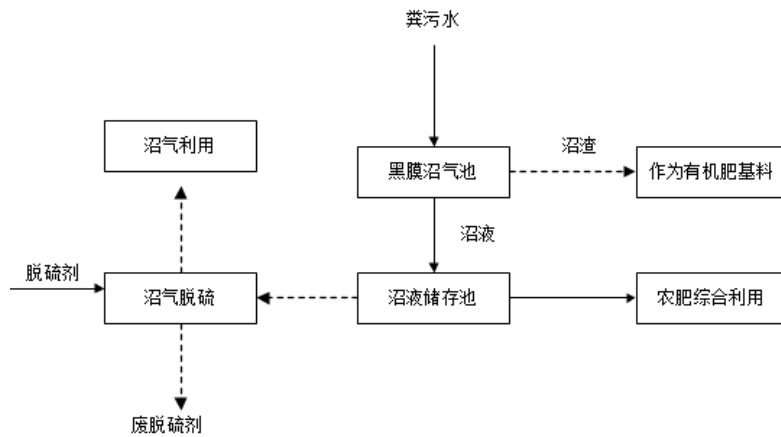 粪污水
沼气利用
沼渣
黑膜沼气池
作为有机肥基料
沼液
脱硫剂
沼气脱硫
沼液储存池
农肥综合利用
废脱硫剂